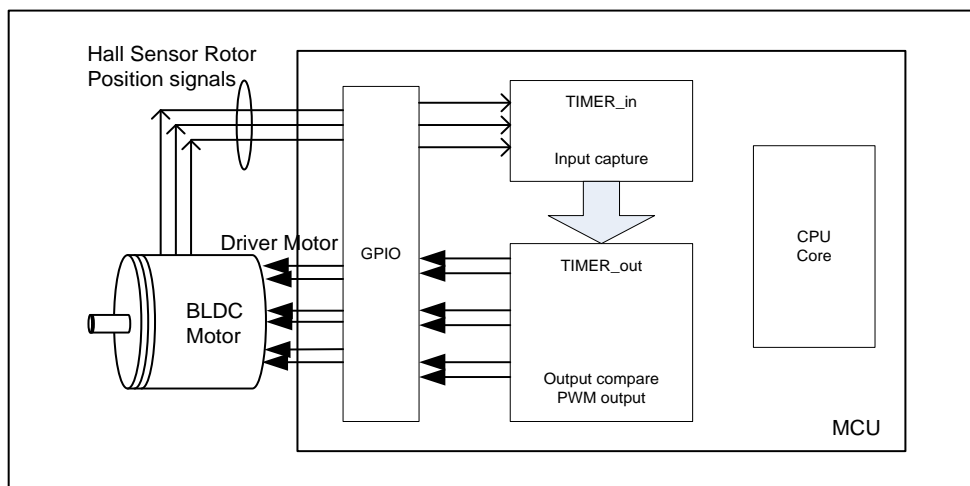 Hall Sensor Rotor
Position signals
TIMER_in
Input capture
CPU
Core
Driver Motor
GPIO
TIMER_out
BLDC
Motor
Output compare
PWM output
MCU